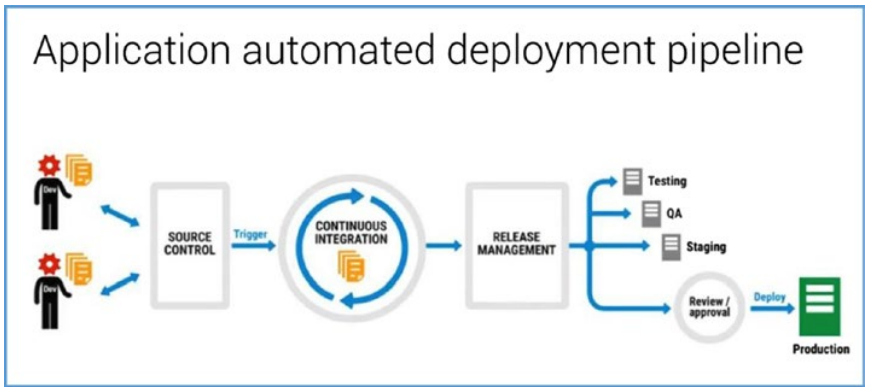 Application automated deployment pipeline
Dev
Dev
SOURCE
CONTROL
Trigger
CONTINUOUS
INTEGRATION
RELEASE
MANAGEMENT
Testing
QA
Staging
Review /
approval
Deploy
Production